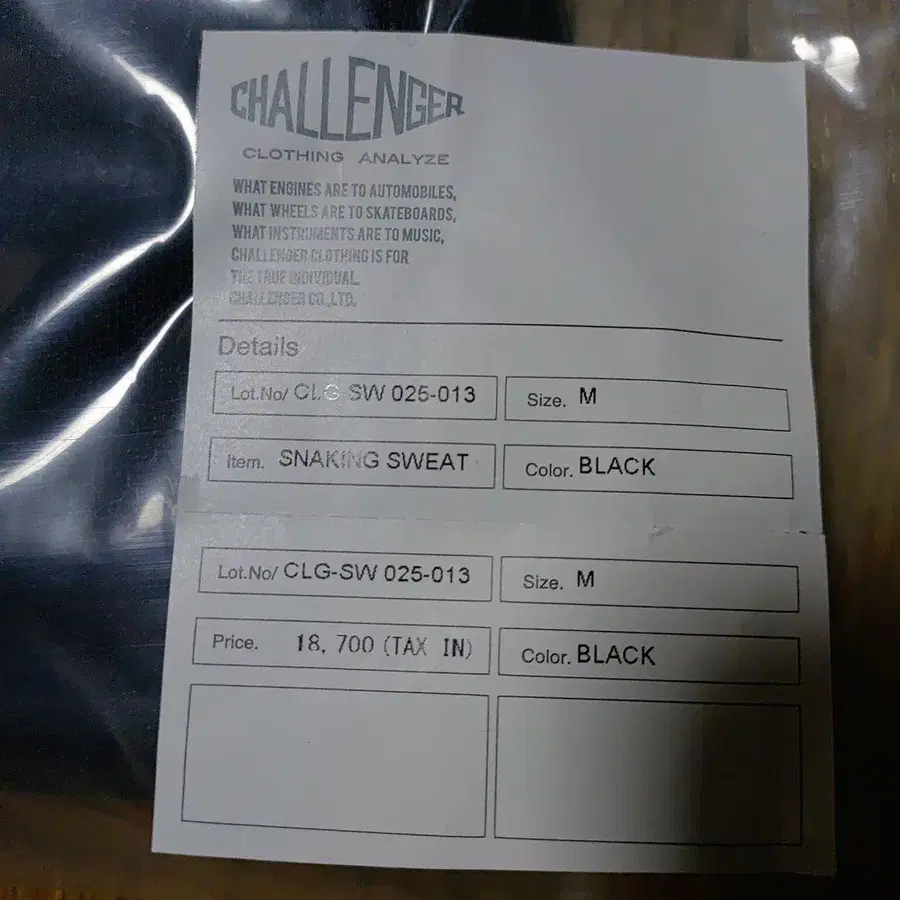 CHALLENGER
CLOTHING ANALYZE
WHAT ENGINES ARE TO AUTOMOBILES,
WHAT WHEELS ARE TO SKATEBOARDS,
WHAT INSTRUMENTS ARE TO MUSIC,
CHALLENGER CLOTHING IS FOR
THE TRUE INDIVIDUAL.
CHALLENGER CO.,LTD.
Details
Lot.No/ CLG-SW 025-013 Size. M
Item. SNAKING SWEAT Color. BLACK
Lot.No/ CLG-SW 025-013 Size. M
Price. 18, 700 (TAX IN) Color. BLACK